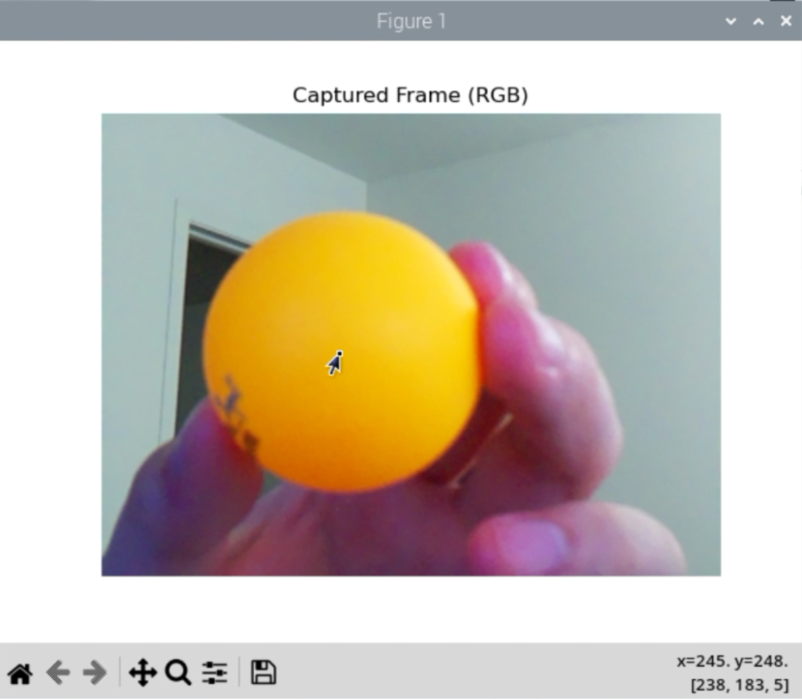 Figure 1
Captured Frame (RGB)
x=245. y=248.
[238, 183, 5]